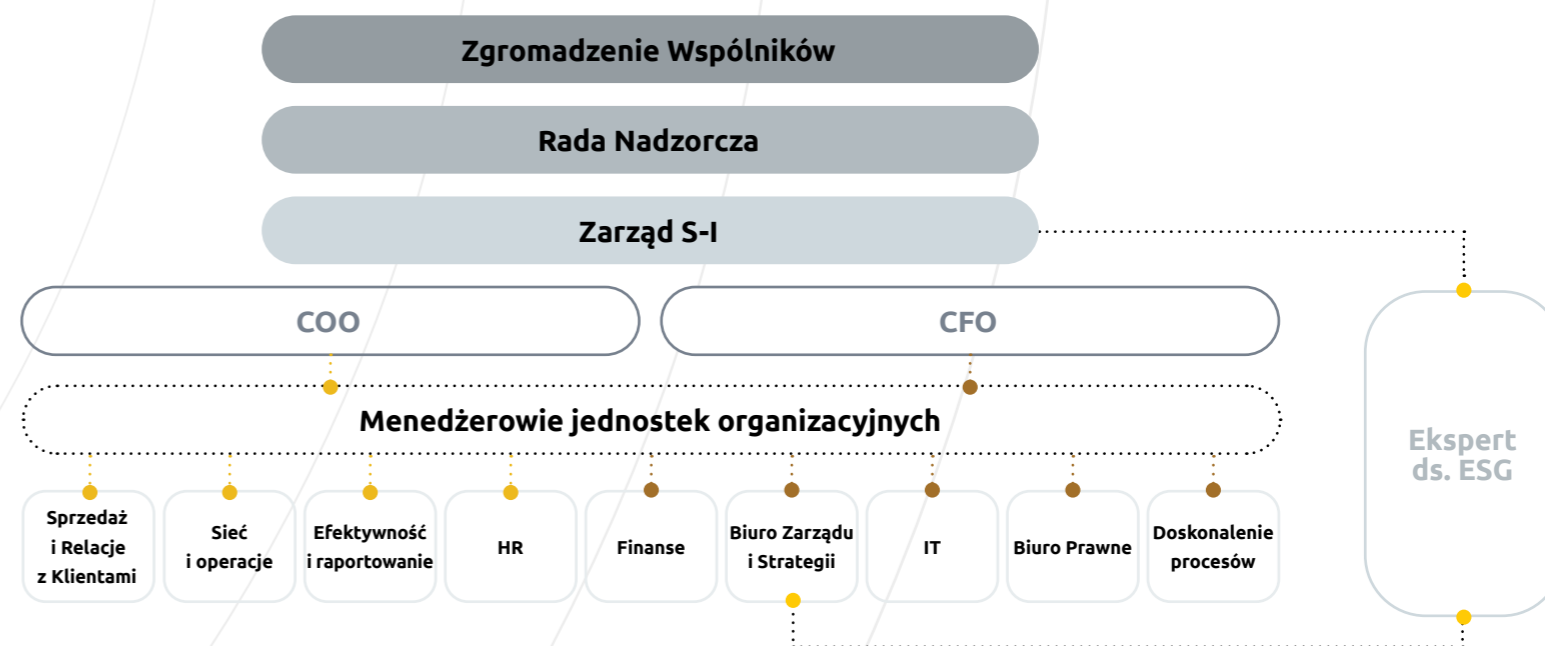 Zgromadzenie Wspólników
Rada Nadzorcza
Zarząd S-I
COO
CFO
Menedżerowie jednostek organizacyjnych
Ekspert
ds. ESG
Sprzedaż
i Relacje
z Klientami
Sieć
i operacje
Efektywność
i raportowanie
HR
Finanse
Biuro Zarządu
i Strategii
IT
Biuro Prawne
Doskonalenie
procesów